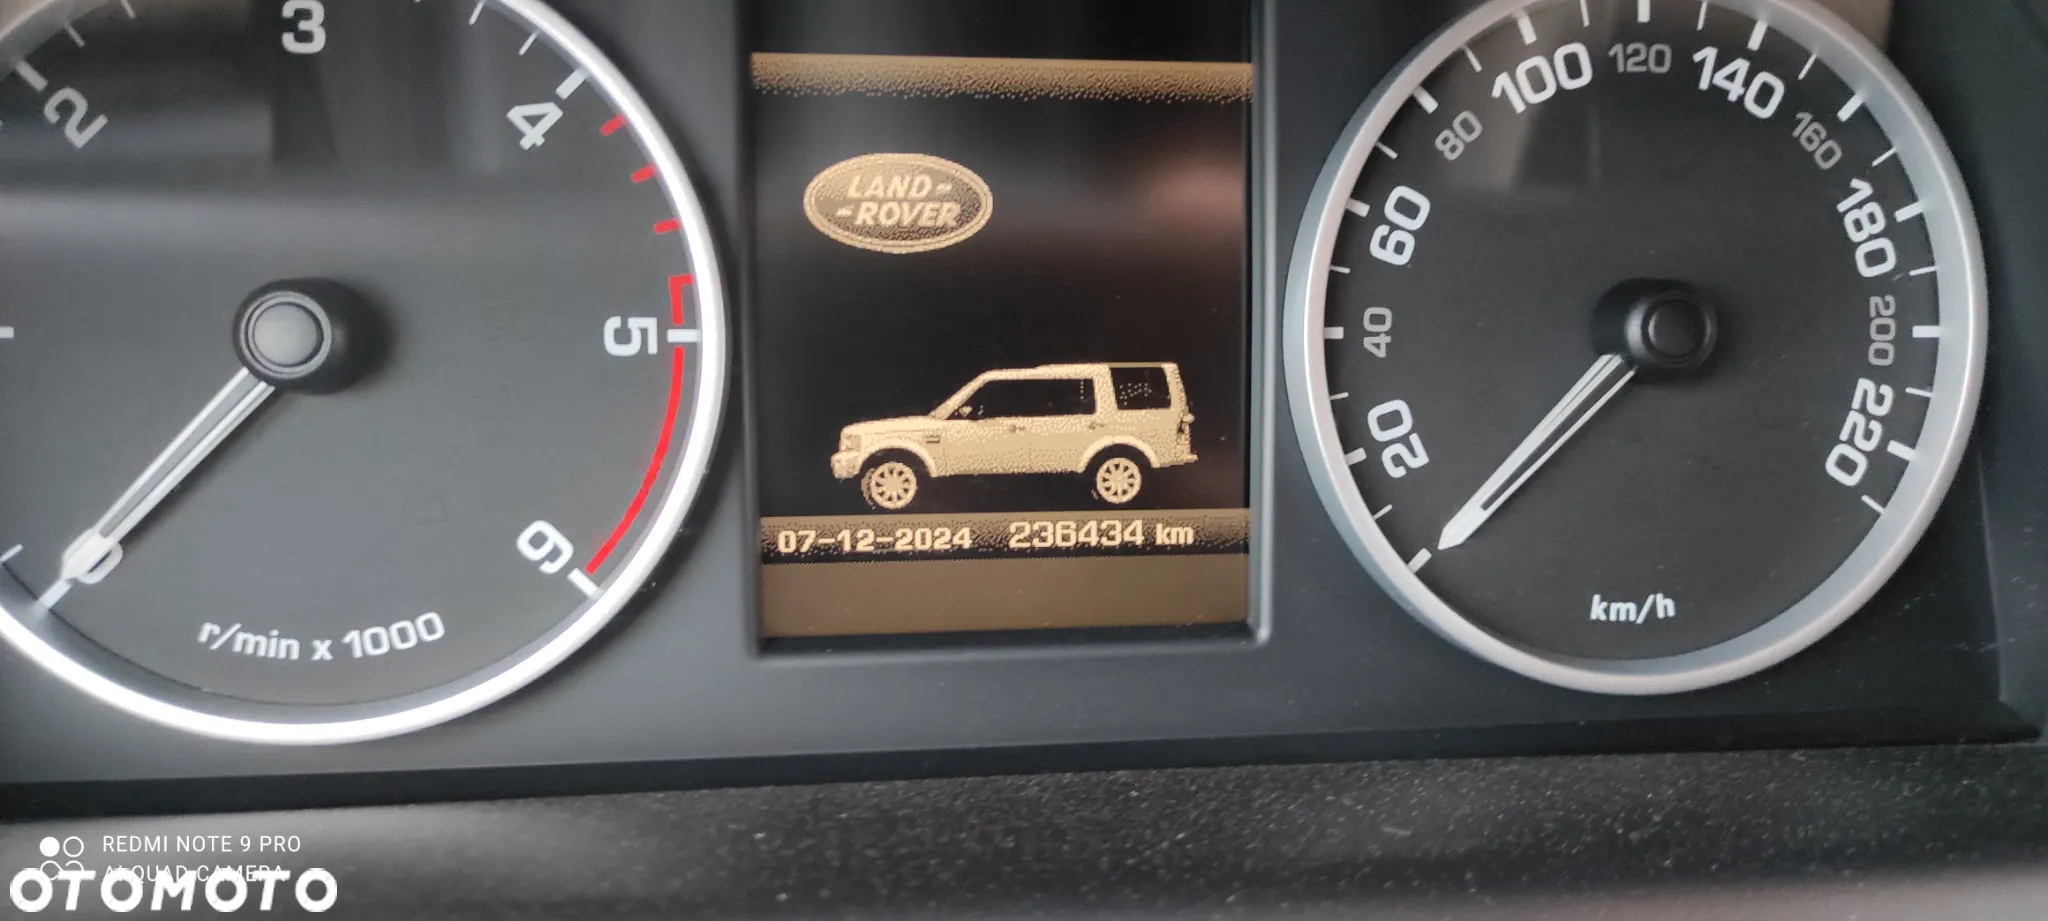 0
2
3
4
5
6
r/min x 1000
LAND-
-ROVER
07-12-2024 236434 km
20
40
60
80
100
120
140
160
180
200
220
km/h
REDMI NOTE 9 PRO
AI QUAD CAMERA
OTOMOTO